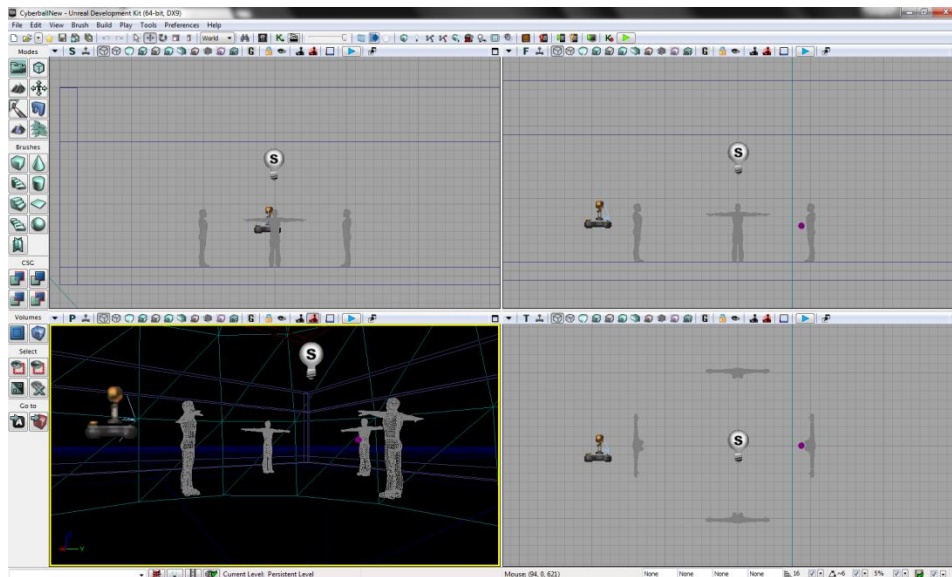 CyberballNew - Unreal Development Kit (64-bit, DX9)
File Edit View Brush Build Play Tools Preferences Help
World
Modes
S
G
F
G
S
S
Brushes
CSG
Volumes
P
G
T
G
Select
S
S
Go to
A
Y
Current Level: Persistent Level
Mouse: (94, 0, 621)
None
None
None
None
16
5%